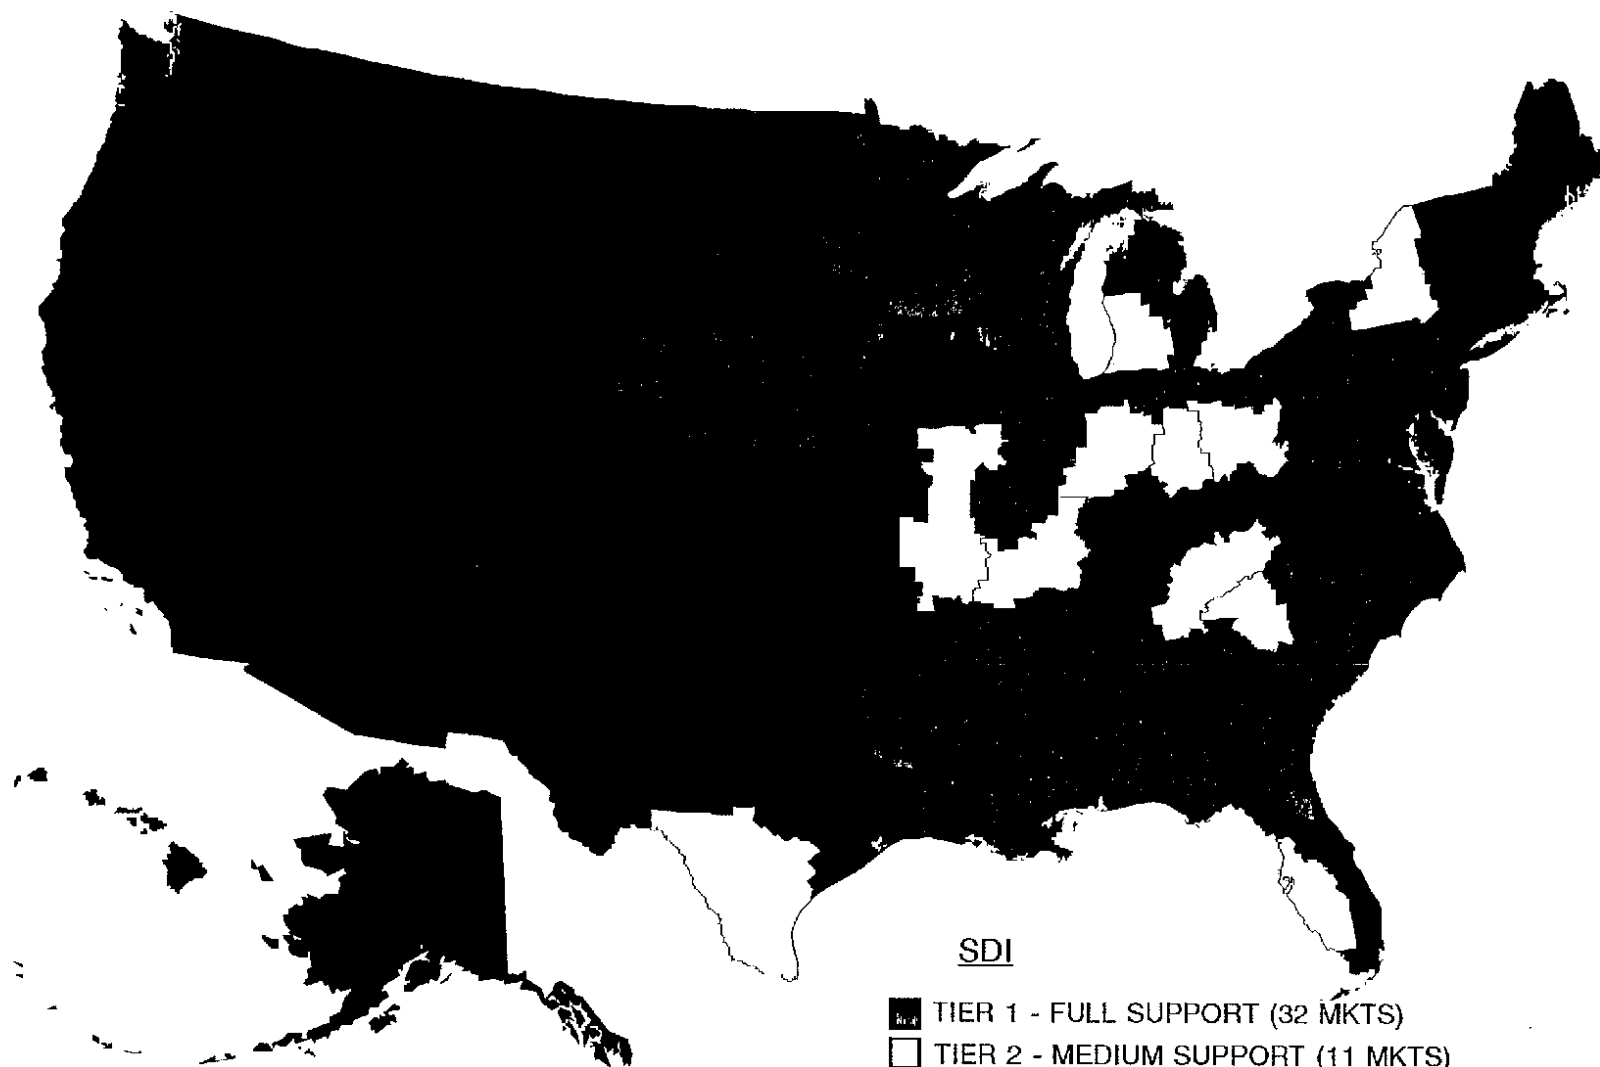 SDI
TIER 1 - FULL SUPPORT (32 MKTS)
TIER 2 - MEDIUM SUPPORT (11 MKTS)